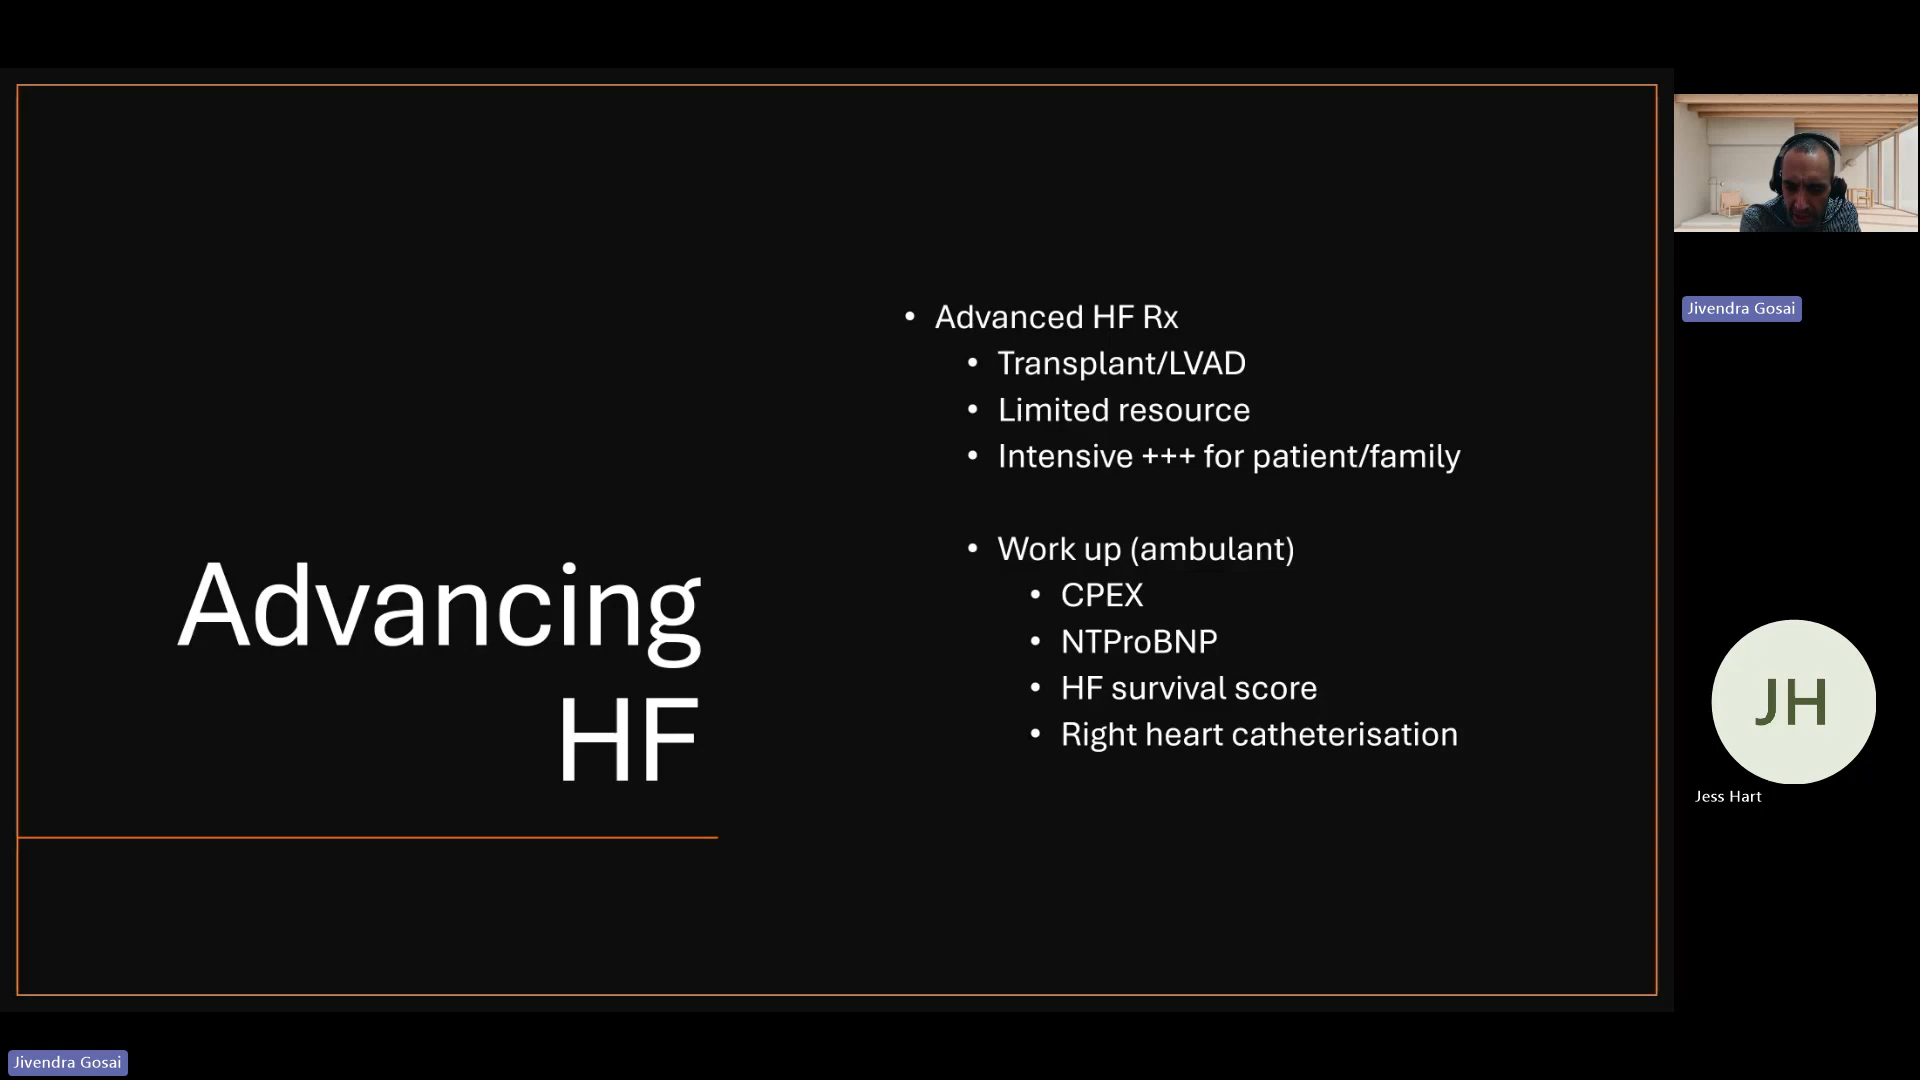 Advancing
HF
• Advanced HF Rx
• Transplant/LVAD
• Limited resource
• Intensive +++ for patient/family
• Work up (ambulant)
• CPEX
• NTProBNP
• HF survival score
• Right heart catheterisation
Jivendra Gosai
JH
Jess Hart
Jivendra Gosai